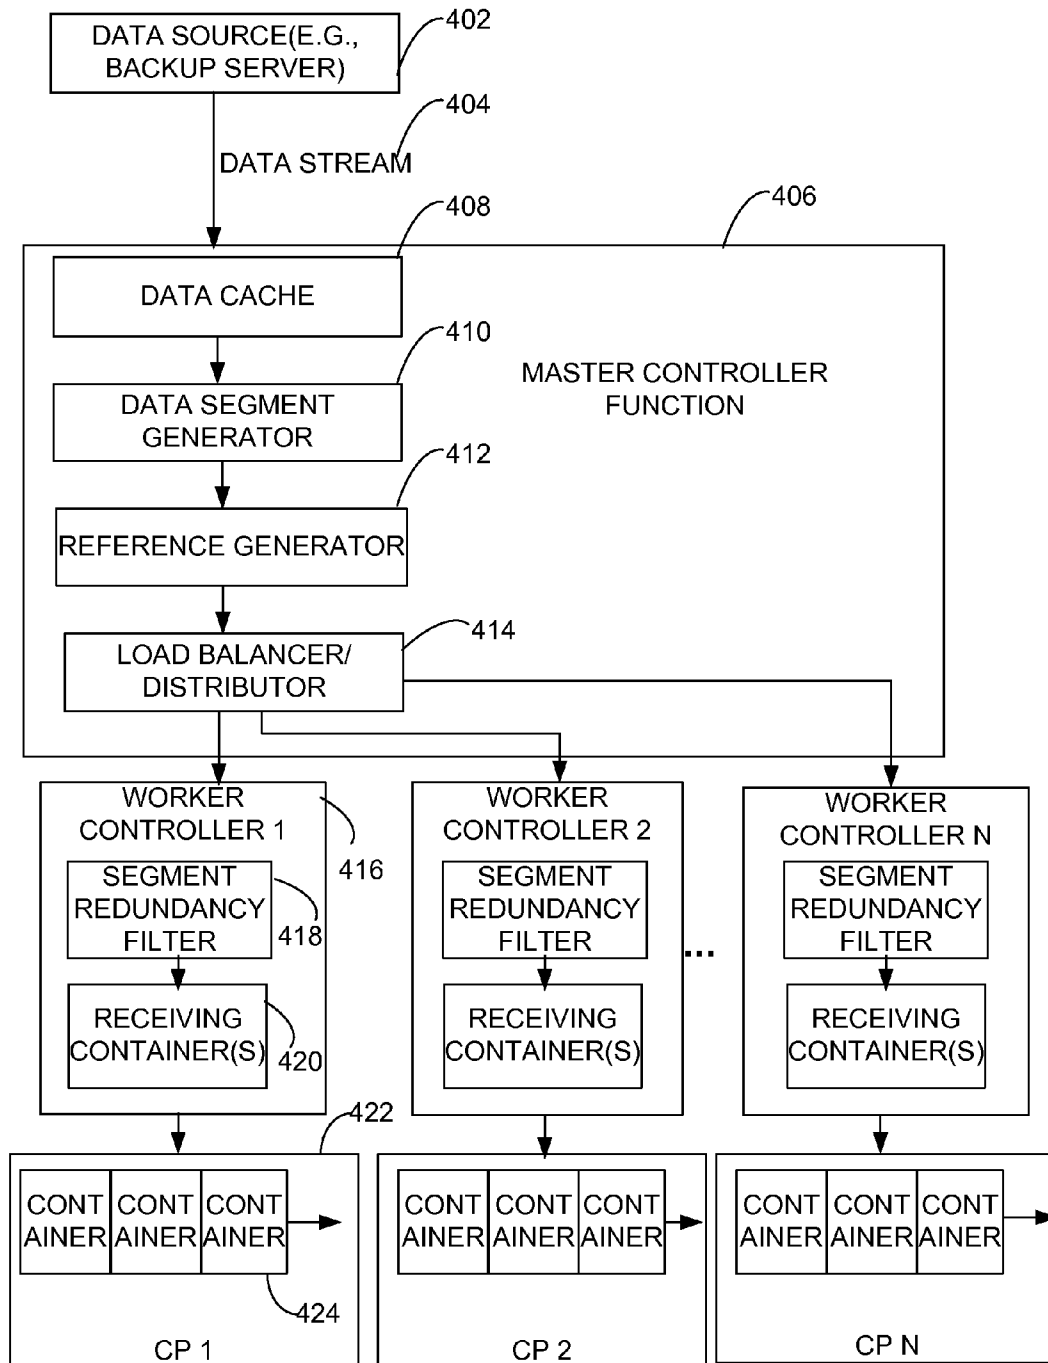 DATA SOURCE(E.G.,
BACKUP SERVER)
402
404
DATA STREAM
406
408
DATA CACHE
410
DATA SEGMENT
GENERATOR
MASTER CONTROLLER
FUNCTION
412
REFERENCE GENERATOR
414
LOAD BALANCER/
DISTRIBUTOR
WORKER
CONTROLLER 1
416
SEGMENT
REDUNDANCY
FILTER
418
RECEIVING
CONTAINER(S)
420
WORKER
CONTROLLER 2
SEGMENT
REDUNDANCY
FILTER
RECEIVING
CONTAINER(S)
...
WORKER
CONTROLLER N
SEGMENT
REDUNDANCY
FILTER
RECEIVING
CONTAINER(S)
422
CONT
AINER
CONT
AINER
CONT
AINER
424
CP 1
CONT
AINER
CONT
AINER
CONT
AINER
CP 2
CONT
AINER
CONT
AINER
CONT
AINER
CP N